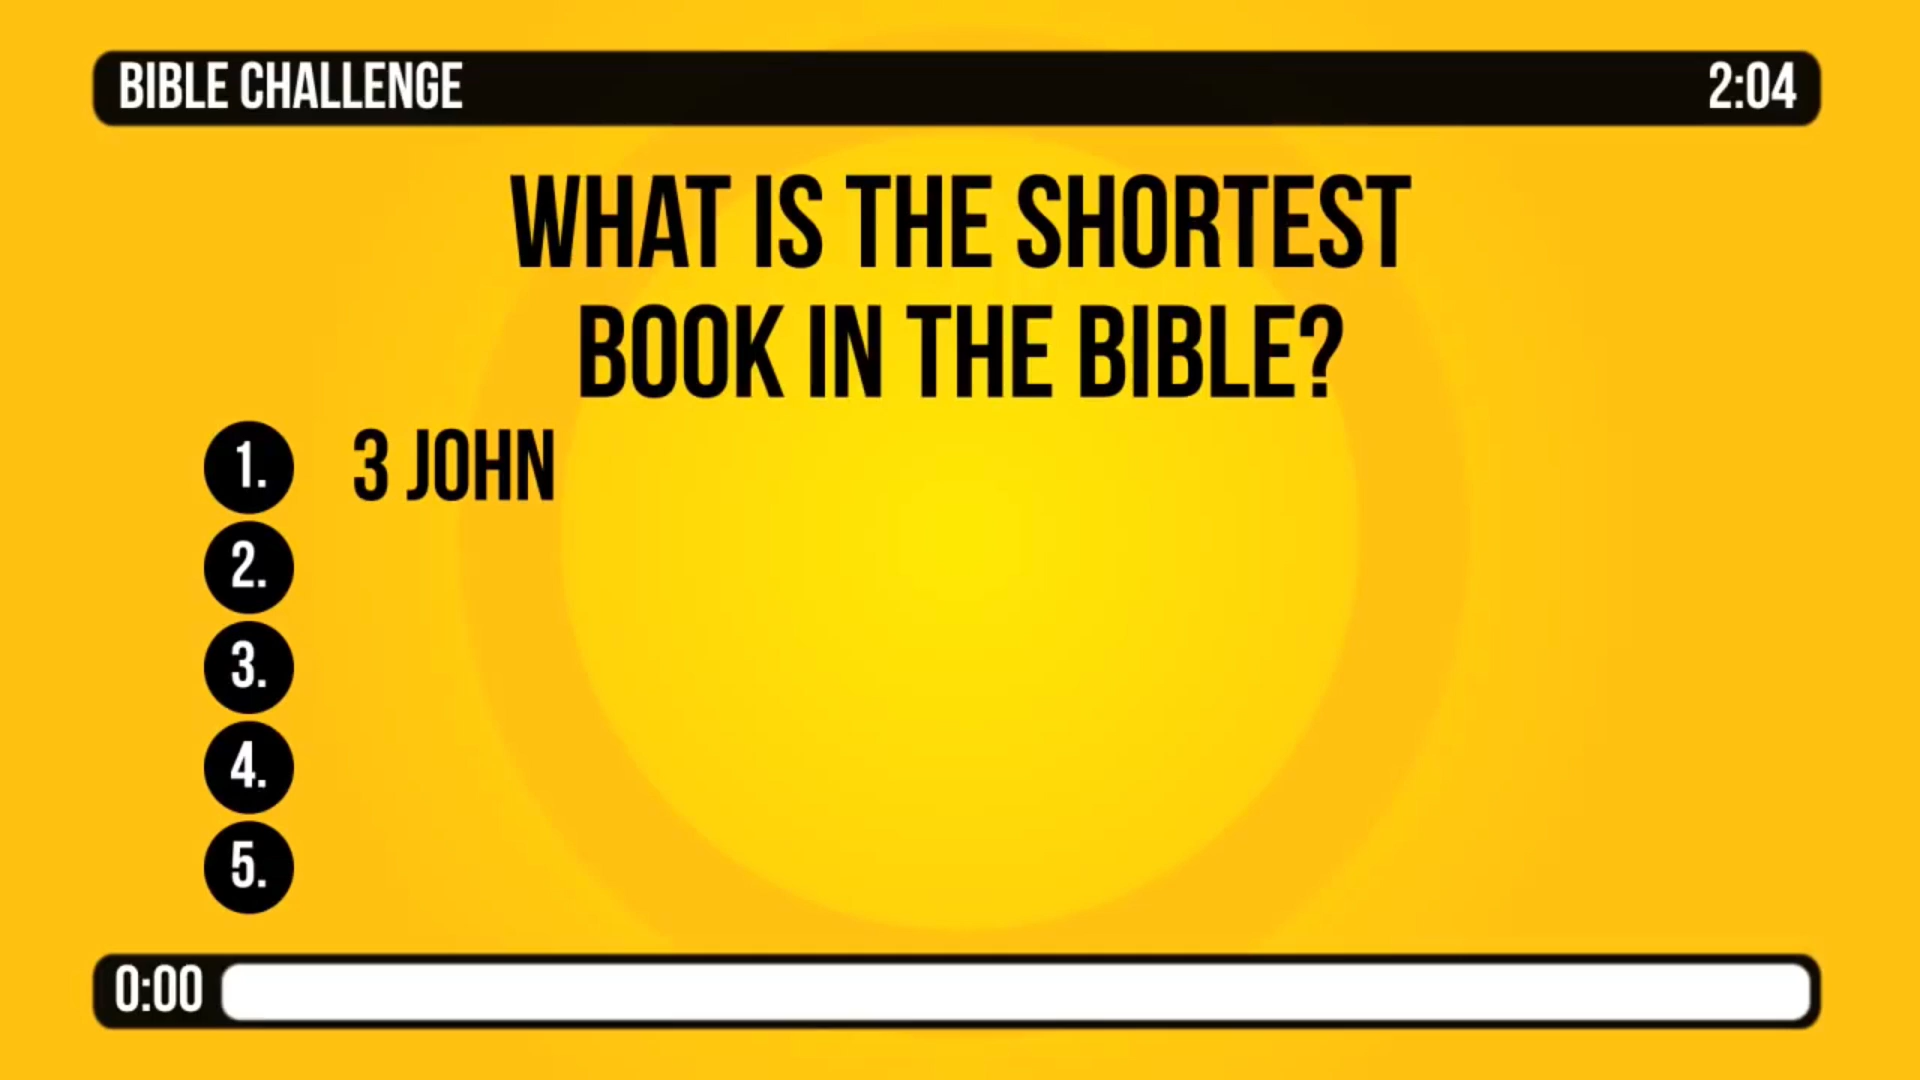 BIBLE CHALLENGE
2:04
WHAT IS THE SHORTEST
BOOK IN THE BIBLE?
1. 3 JOHN
2.
3.
4.
5.
0:00